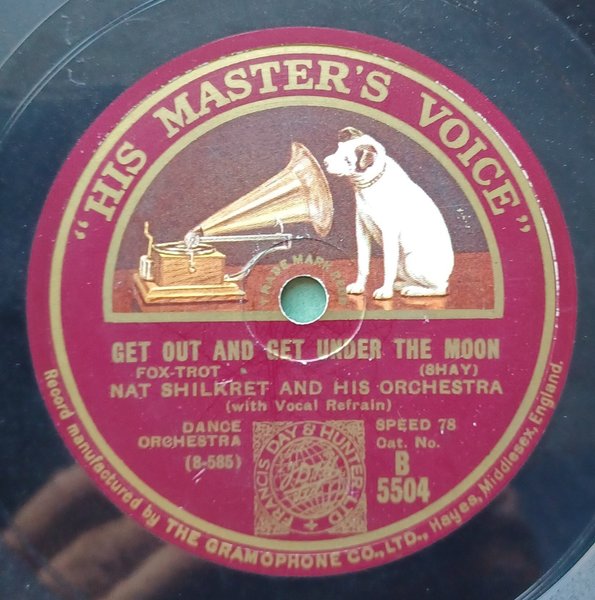 "HIS MASTER'S VOICE"
TRADE MARK
GET OUT AND GET UNDER THE MOON
FOX-TROT (SHAY)
NAT SHILKRET AND HIS ORCHESTRA
(with Vocal Refrain)
DANCE SPEED 78
ORCHESTRA Cat. No.
(8-585) B
5504
FRANCIS DAY & HUNTER LTD
Record manufactured by THE GRAMOPHONE CO., LTD., Hayes, Middlesex, England.